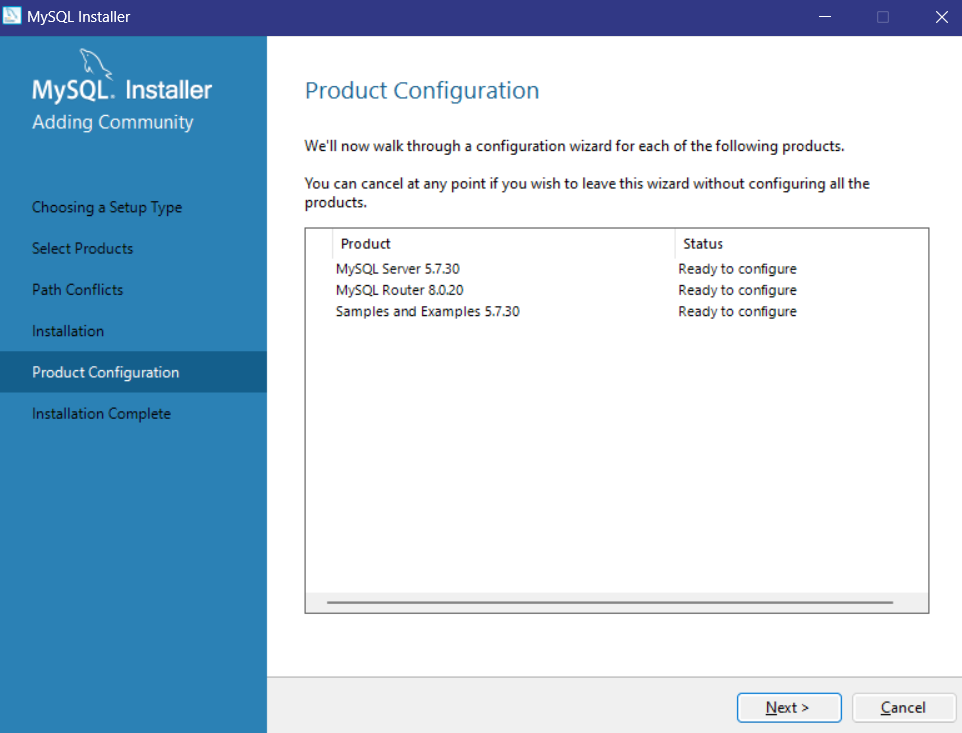 MySQL Installer
MySQL. Installer
Adding Community
Choosing a Setup Type
Select Products
Path Conflicts
Installation
Product Configuration
Installation Complete
Product Configuration
We'll now walk through a configuration wizard for each of the following products.
You can cancel at any point if you wish to leave this wizard without configuring all the
products.
Product Status
MySQL Server 5.7.30 Ready to configure
MySQL Router 8.0.20 Ready to configure
Samples and Examples 5.7.30 Ready to configure
Next > Cancel